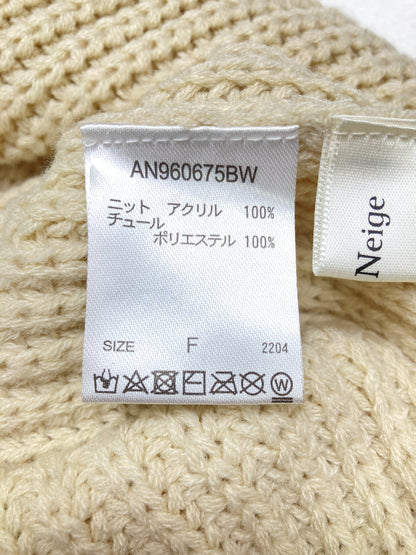 AN960675BW
ニット アクリル 100%
チュール
ポリエステル 100%
SIZE F 2204
W
Neige